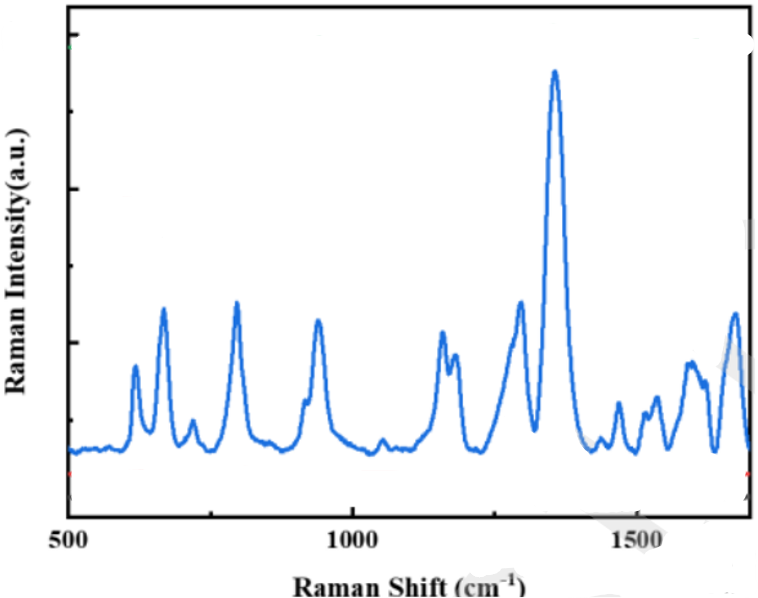 Raman Intensity(a.u.)
500 1000 1500
Raman Shift (cm⁻¹)